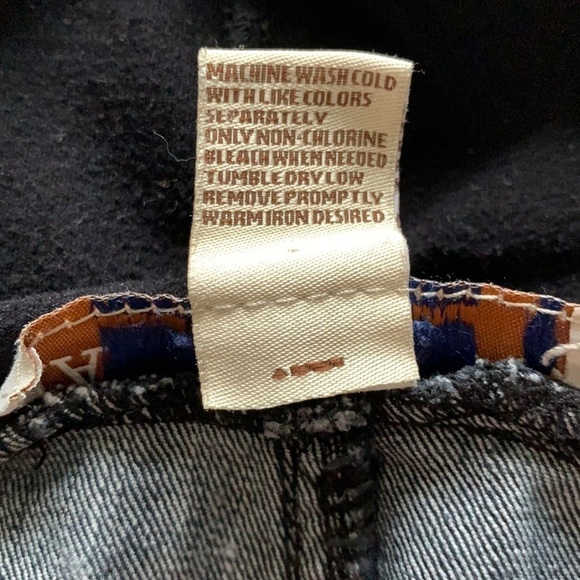 MACHINE WASH COLD
WITH LIKE COLORS
SEPARATELY
ONLY NON-CHLORINE
BLEACH WHEN NEEDED
TUMBLE DRY LOW
REMOVE PROMPTLY
WARM IRON DESIRED
A